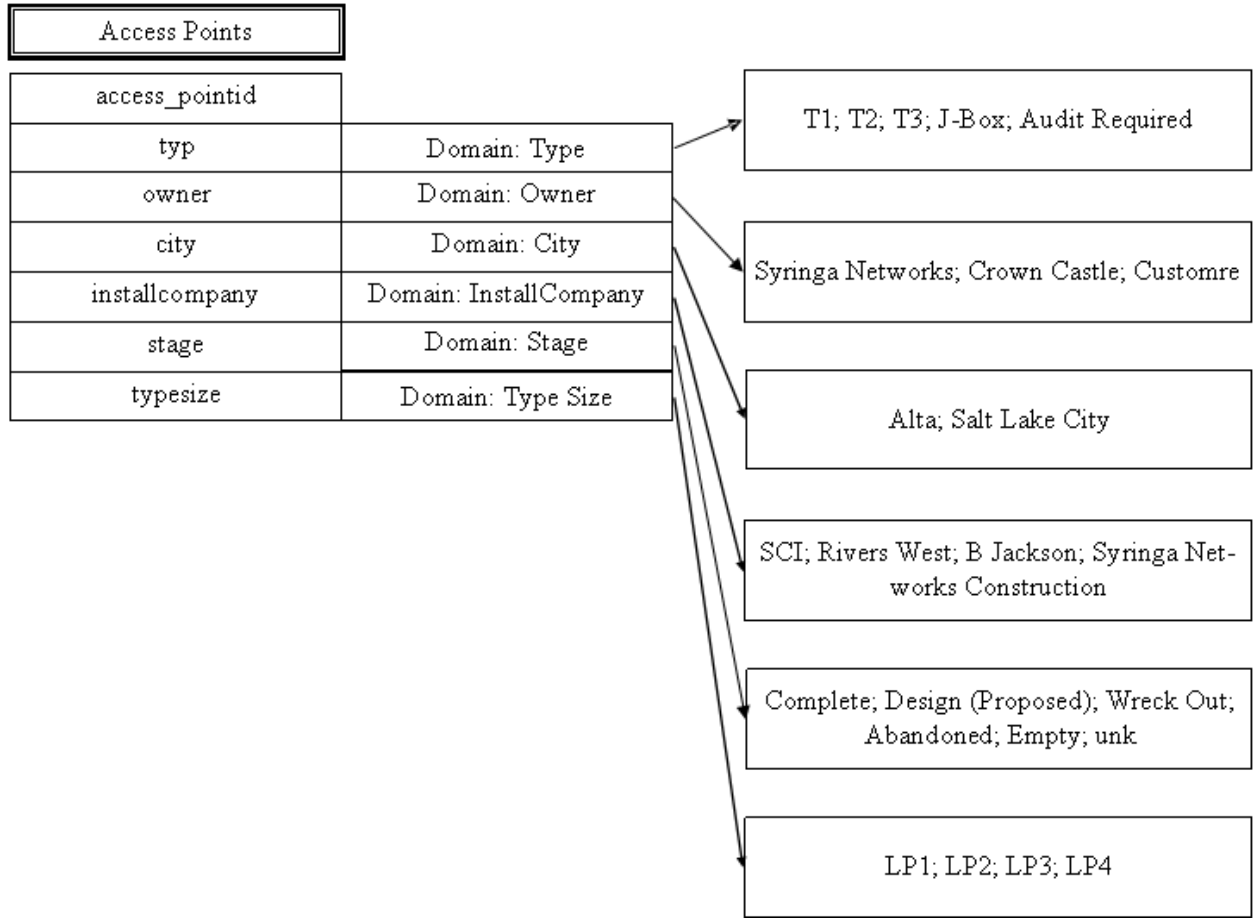 Access Points
access_pointid
typ
Domain: Type
owner
Domain: Owner
city
Domain: City
installcompany
Domain: InstallCompany
stage
Domain: Stage
typesize
Domain: Type Size
T1; T2; T3; J-Box; Audit Required
Syringa Networks; Crown Castle; Customre
Alta; Salt Lake City
SCI; Rivers West; B Jackson; Syringa Net-
works Construction
Complete; Design (Proposed); Wreck Out;
Abandoned; Empty; unk
LP1; LP2; LP3; LP4